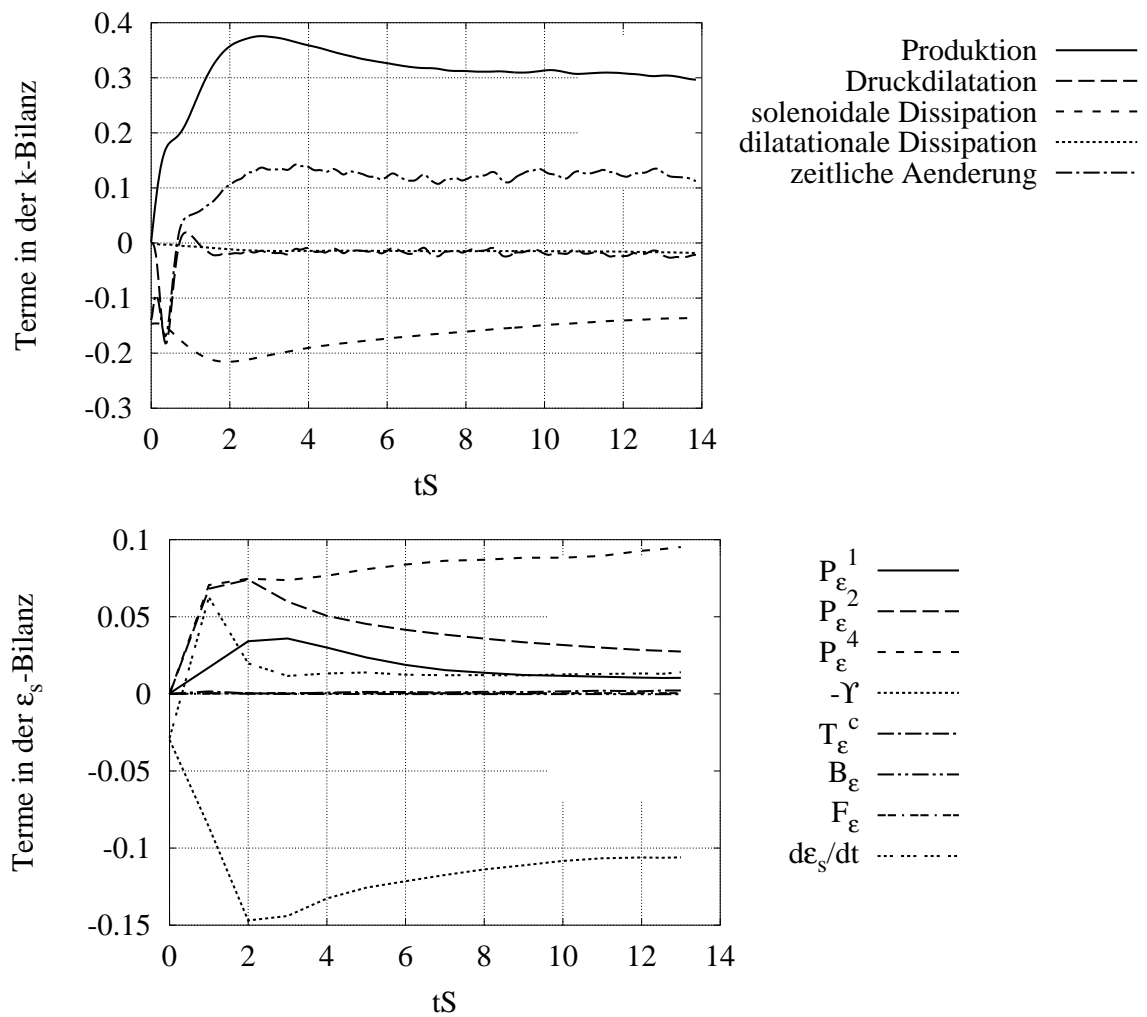 0.4
0.3
0.2
0.1
0
-0.1
-0.2
-0.3
0 2 4 6 8 10 12 14
Terme in der k-Bilanz
tS
Produktion
Druckdilatation
solenoidale Dissipation
dilatationale Dissipation
zeitliche Aenderung
0.1
0.05
0
-0.05
-0.1
-0.15
0 2 4 6 8 10 12 14
Terme in der εs-Bilanz
tS
Pε1
Pε2
Pε4
-ϒ
Tεc
Bε
Fε
dεs/dt